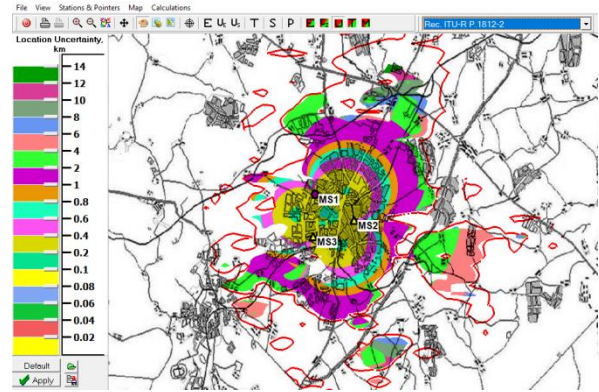 File View Stations & Pointers Map Calculations
E U T S P
Rec. ITU-R P 1812-2
Location Uncertainty,
km
14
12
10
8
6
4
2
1
0.8
0.6
0.4
0.2
0.1
0.08
0.06
0.04
0.02
MS1
MS2
MS3
Default
Apply